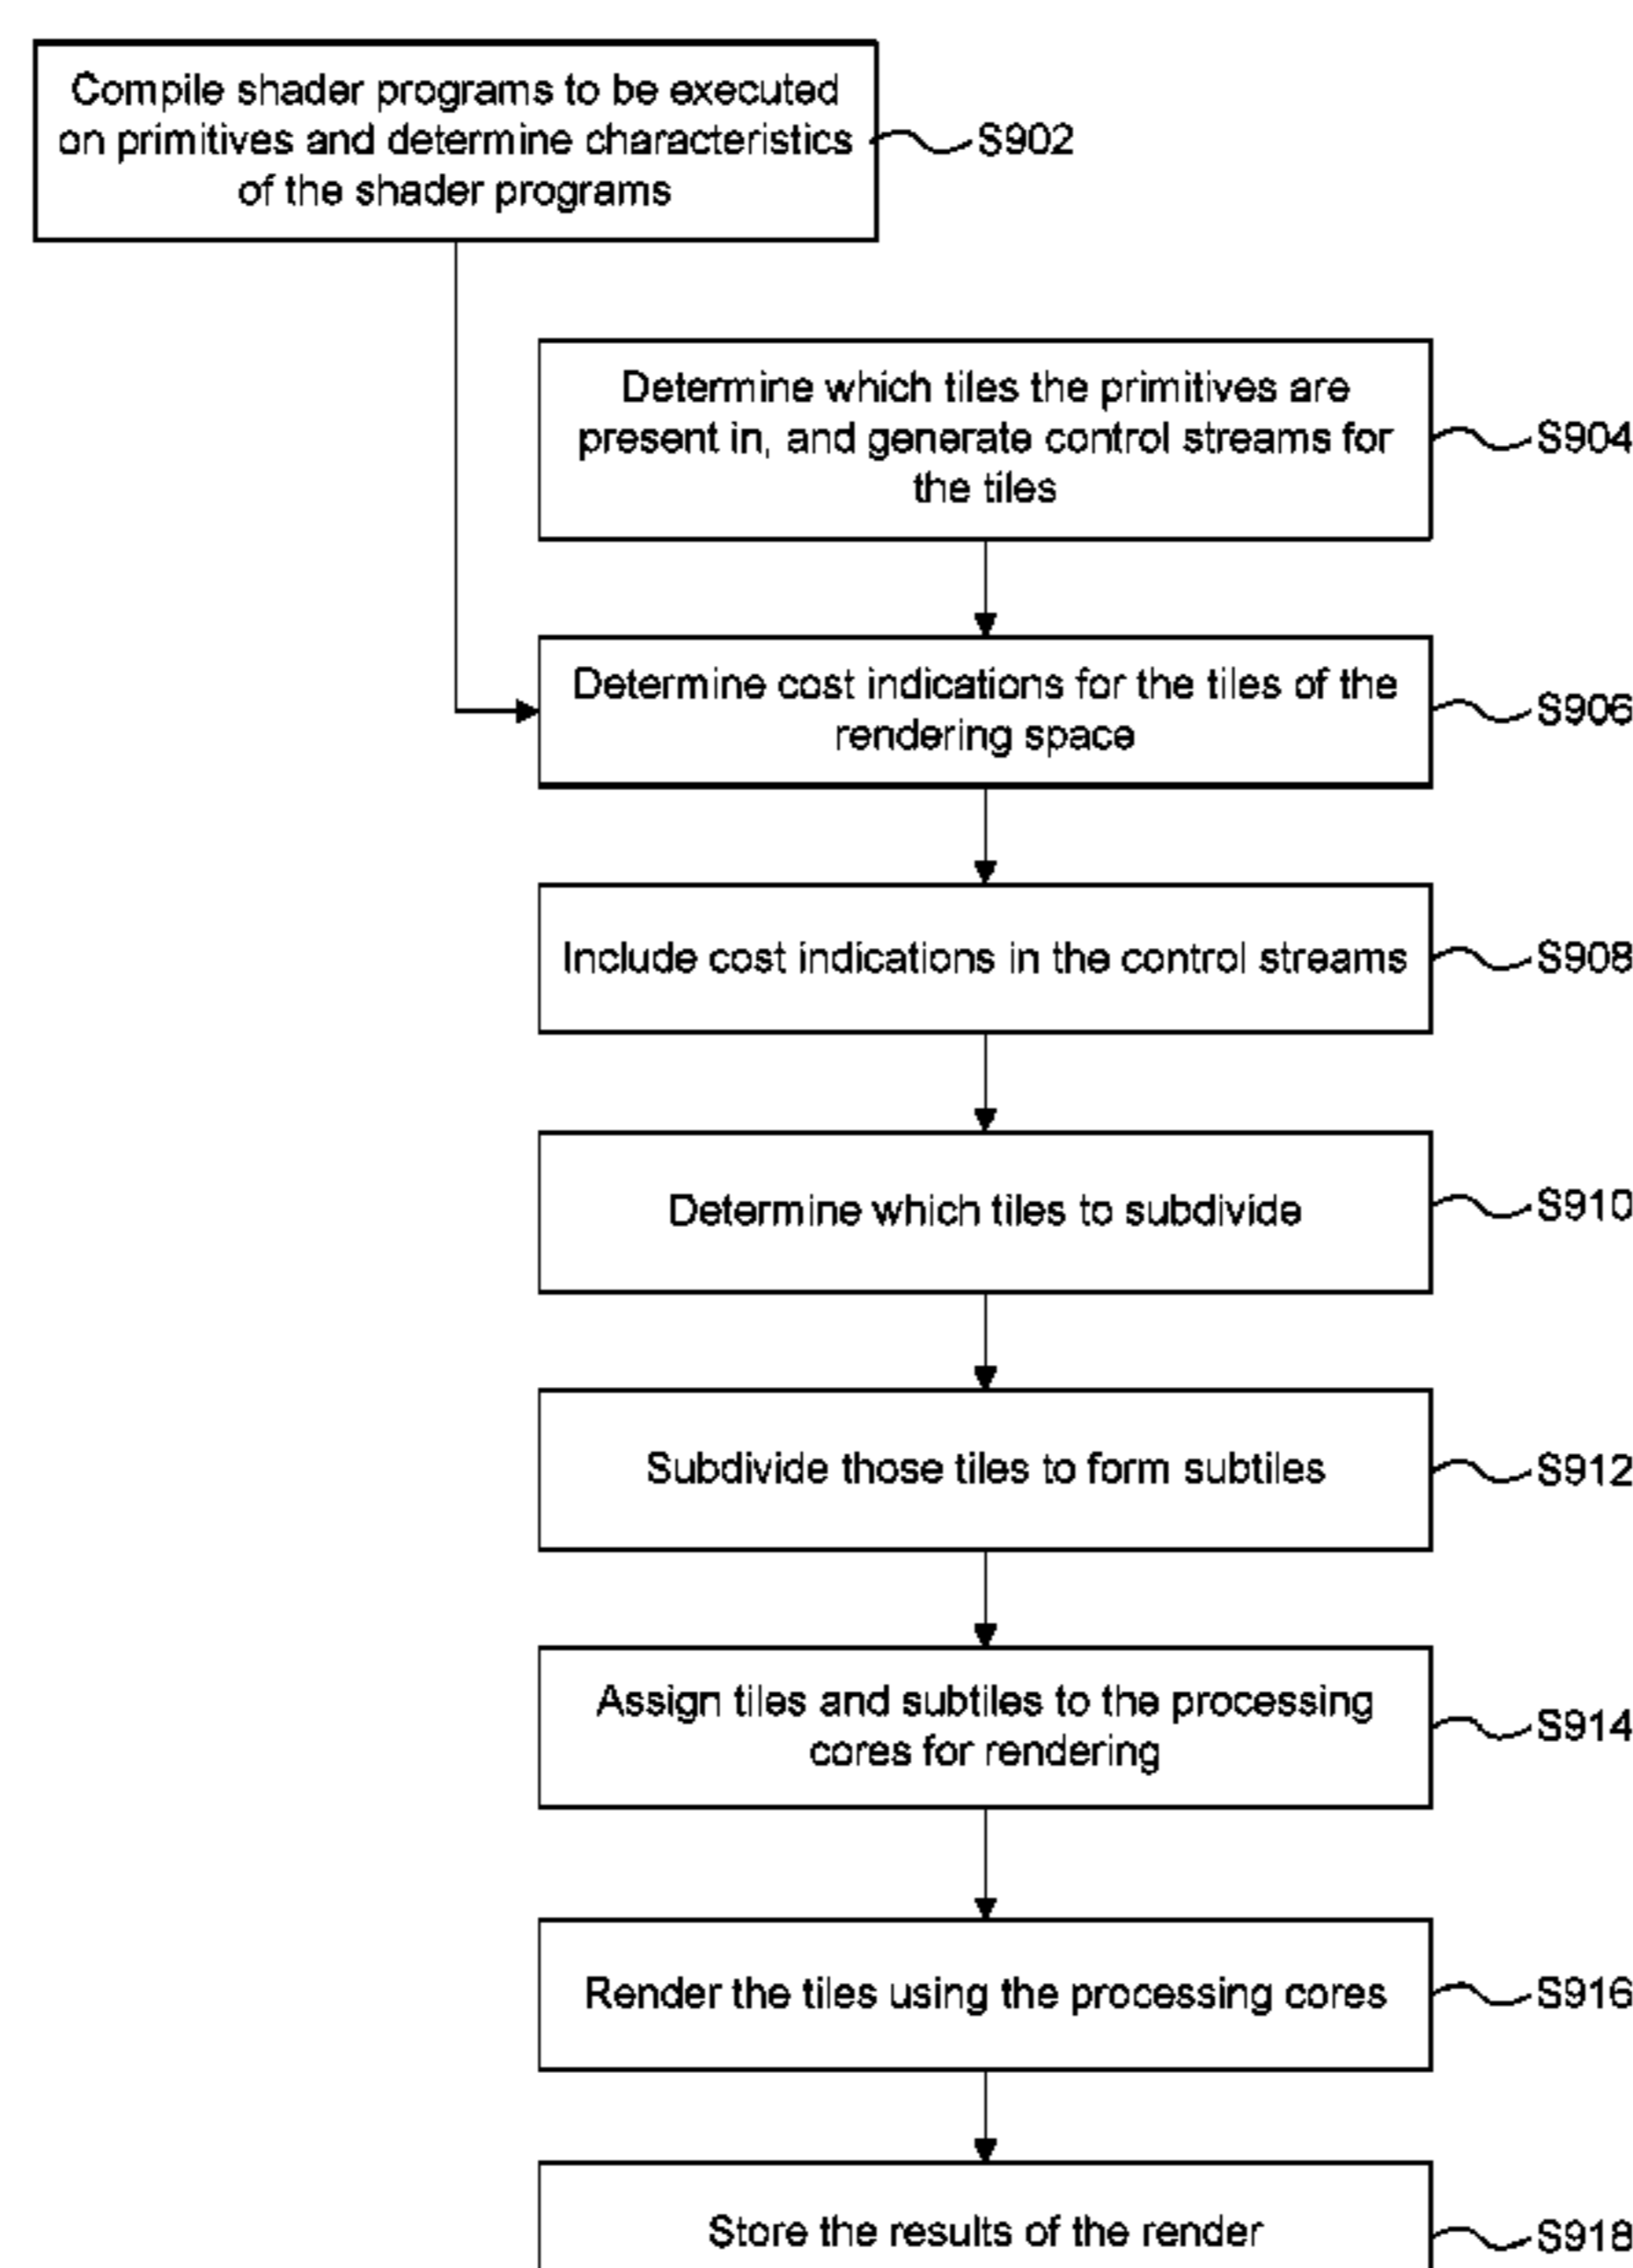 Compile shader programs to be executed
on primitives and determine characteristics
of the shader programs
S902
Determine which tiles the primitives are
present in, and generate control streams for
the tiles
S904
Determine cost indications for the tiles of the
rendering space
S906
Include cost indications in the control streams
S908
Determine which tiles to subdivide
S910
Subdivide those tiles to form subtiles
S912
Assign tiles and subtiles to the processing
cores for rendering
S914
Render the tiles using the processing cores
S916
Store the results of the render
S918